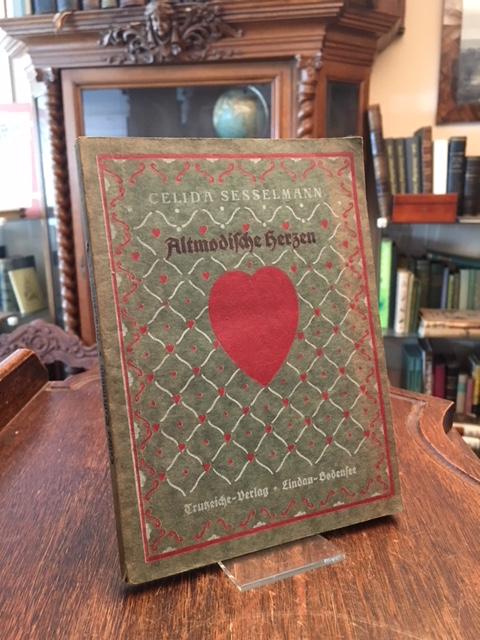 CELIDA SESSELMANN
Altmodische Herzen
Trutzeiche-Verlag • Lindau-Bodensee